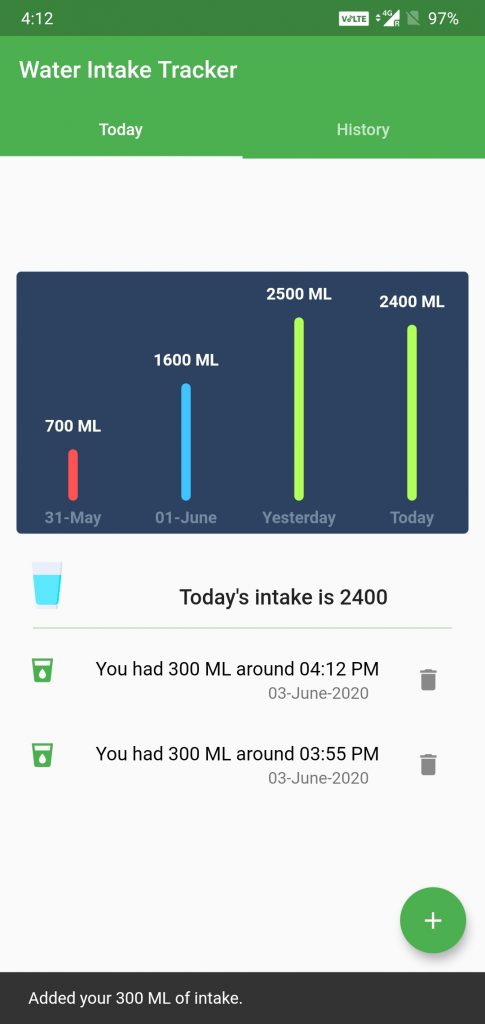 4:12
VoLTE 4G R 97%
Water Intake Tracker
Today History
2500 ML 2400 ML
1600 ML
700 ML
31-May 01-June Yesterday Today
Today's intake is 2400
You had 300 ML around 04:12 PM
03-June-2020
You had 300 ML around 03:55 PM
03-June-2020
+
Added your 300 ML of intake.